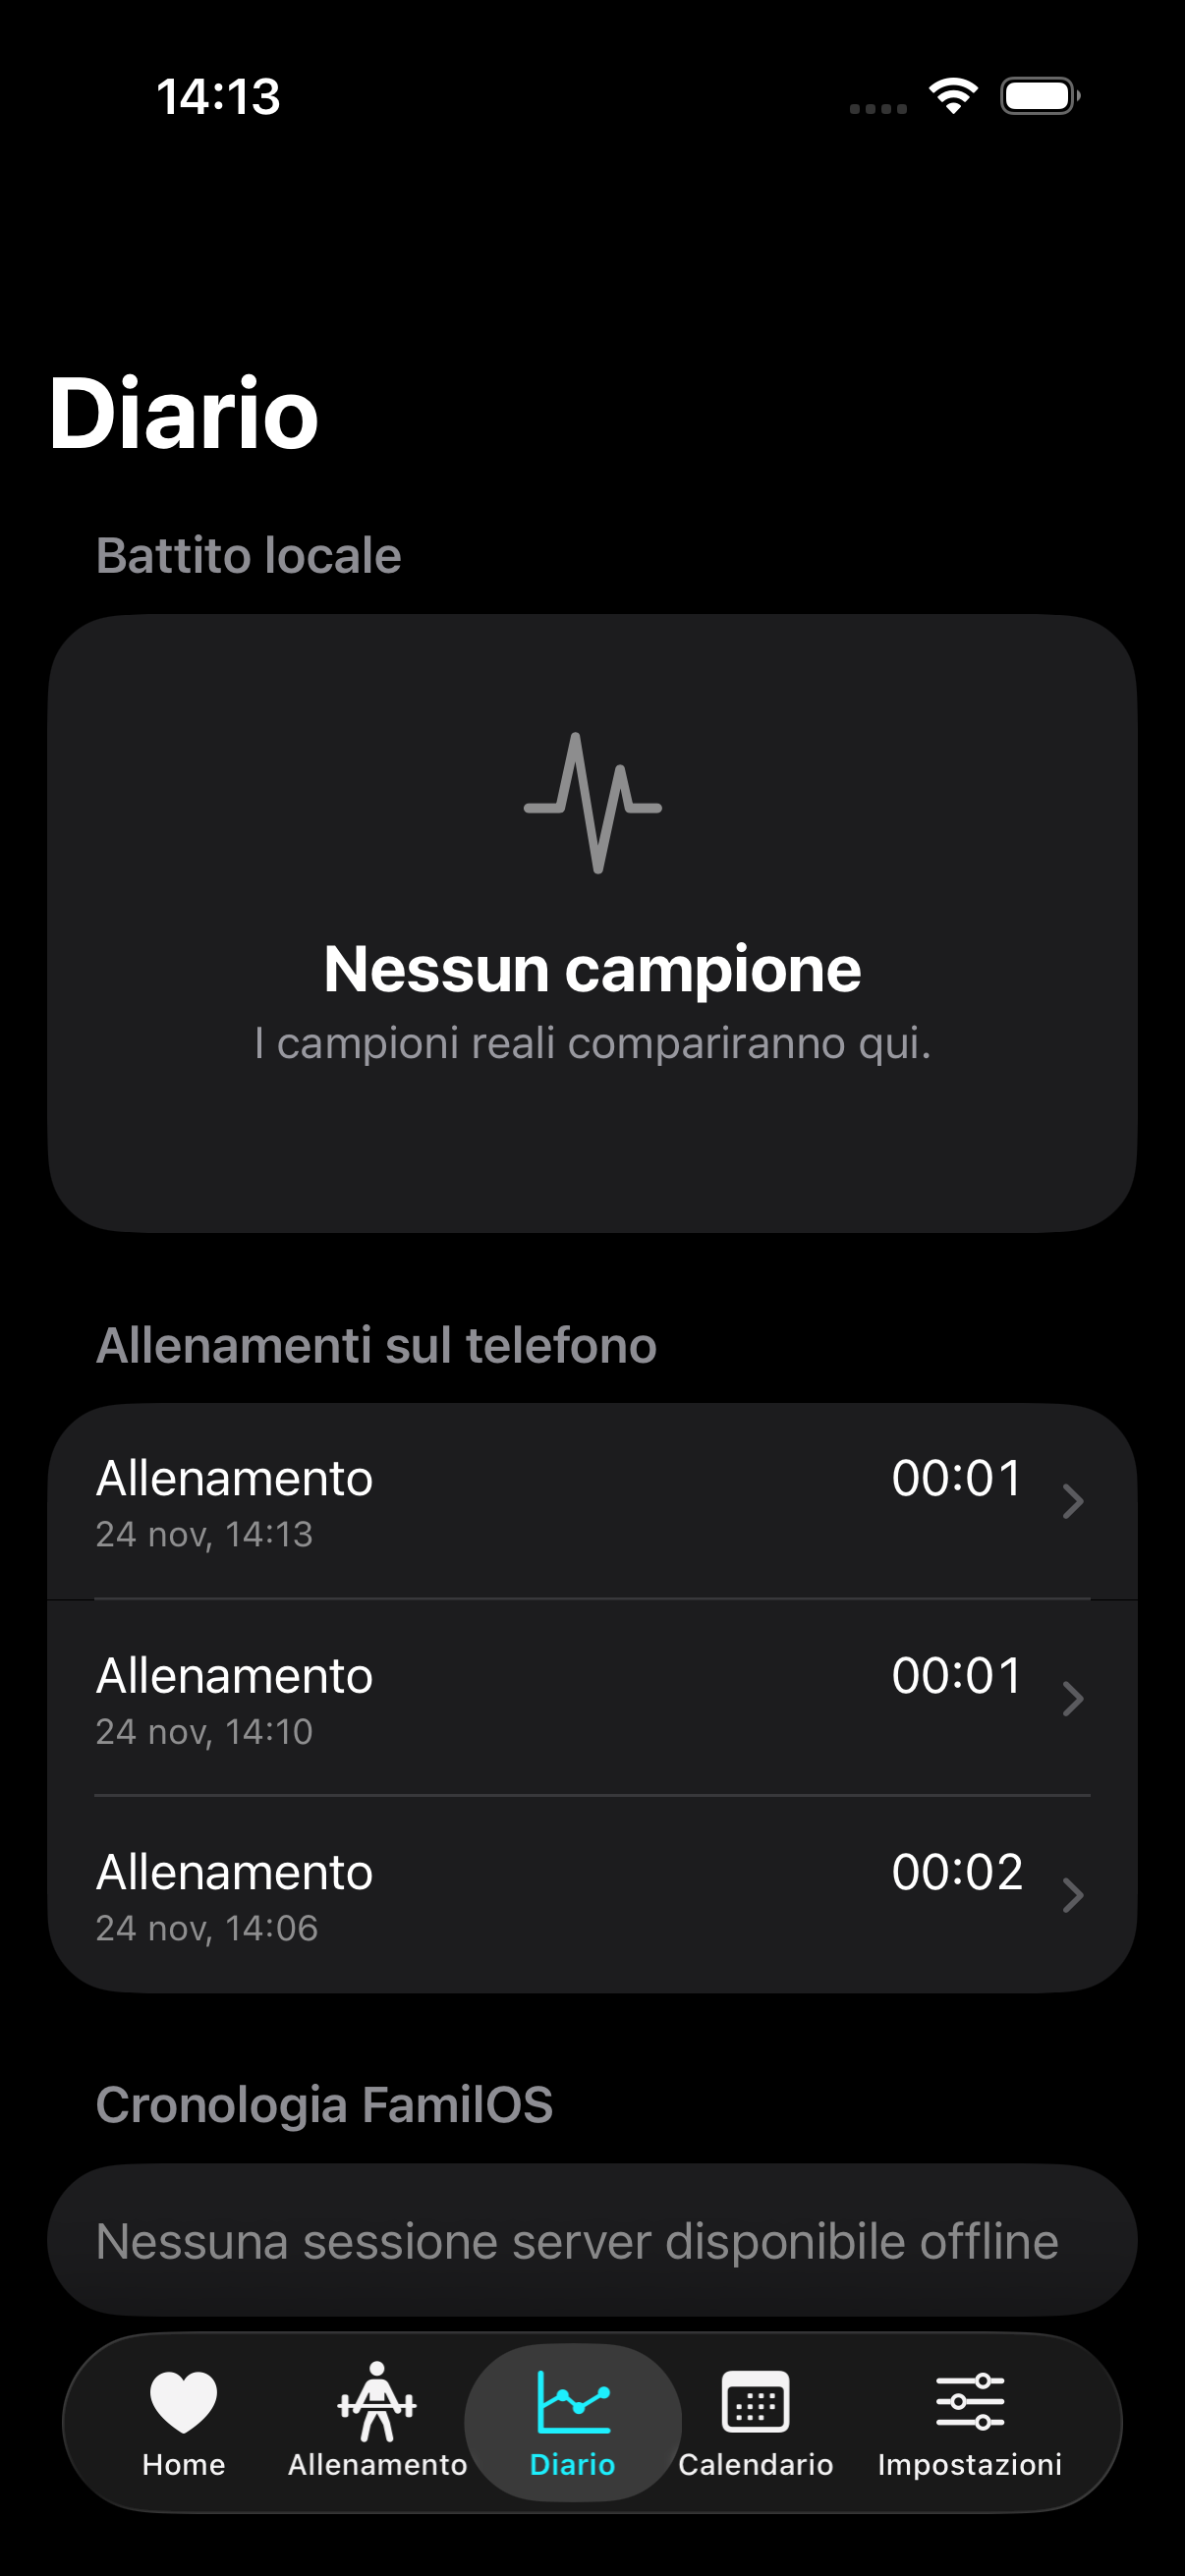 14:13
Diario
Battito locale
Nessun campione
I campioni reali compariranno qui.
Allenamenti sul telefono
Allenamento 00:01
24 nov, 14:13
Allenamento 00:01
24 nov, 14:10
Allenamento 00:02
24 nov, 14:06
Cronologia FamilOS
Nessuna sessione server disponibile offline
Home Allenamento Diario Calendario Impostazioni